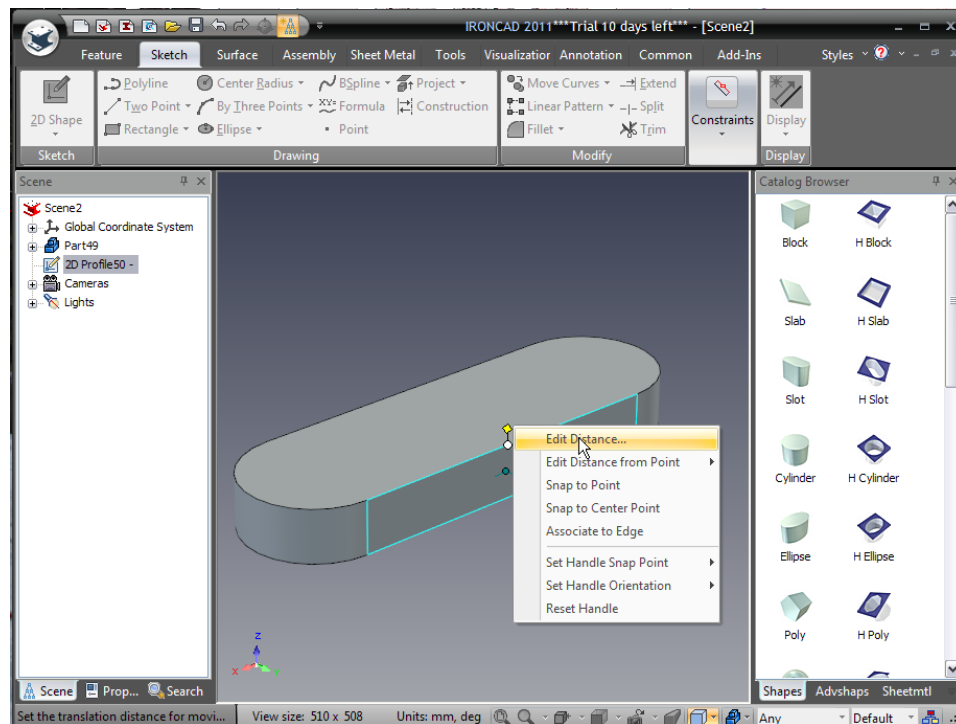 IRONCAD 2011***Trial 10 days left*** - [Scene2]
Feature Sketch Surface Assembly Sheet Metal Tools Visualization Annotation Common Add-Ins Styles
2D Shape
Polyline Center Radius BSpline Project
Two Point By Three Points XY= Formula Construction
Rectangle Ellipse Point
Move Curves Extend
Linear Pattern Split
Fillet Trim
Constraints
Display
Sketch Drawing Modify Display
Scene
Scene2
Global Coordinate System
Part49
2D Profile50 -
Cameras
Lights
Edit Distance...
Edit Distance from Point
Snap to Point
Snap to Center Point
Associate to Edge
Set Handle Snap Point
Set Handle Orientation
Reset Handle
Z
X
Y
Catalog Browser
Block H Block
Slab H Slab
Slot H Slot
Cylinder H Cylinder
Ellipse H Ellipse
Poly H Poly
Scene Prop... Search
Shapes Advshaps Sheetmtl
Set the translation distance for movi... View size: 510 x 508 Units: mm, deg Any Default